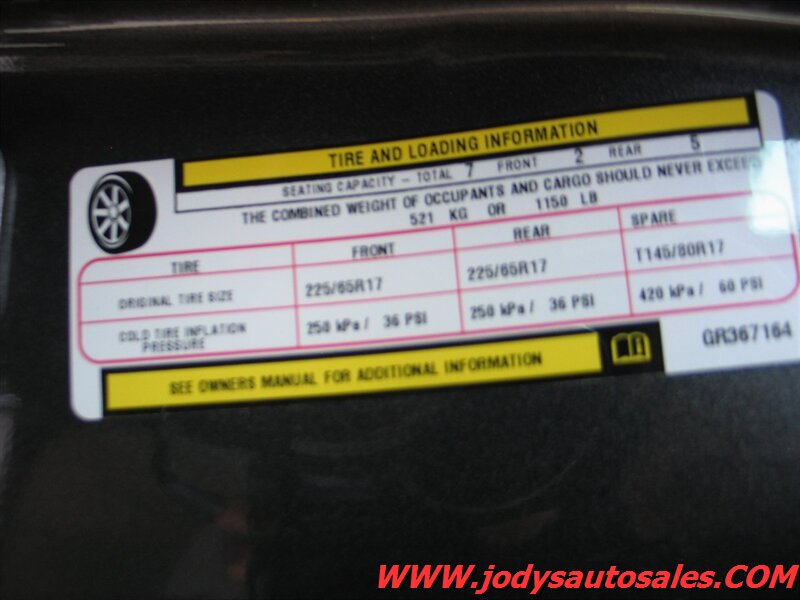 TIRE AND LOADING INFORMATION
SEATING CAPACITY – TOTAL 7 FRONT 2 REAR 5
THE COMBINED WEIGHT OF OCCUPANTS AND CARGO SHOULD NEVER EXCEED
521 KG OR 1150 LB
TIRE FRONT REAR SPARE
ORIGINAL TIRE SIZE 225/65R17 225/65R17 T145/80R17
COLD TIRE INFLATION PRESSURE 250 kPa / 36 PSI 250 kPa / 36 PSI 420 kPa / 60 PSI
SEE OWNERS MANUAL FOR ADDITIONAL INFORMATION
GR367164
WWW.jodysautosales.COM